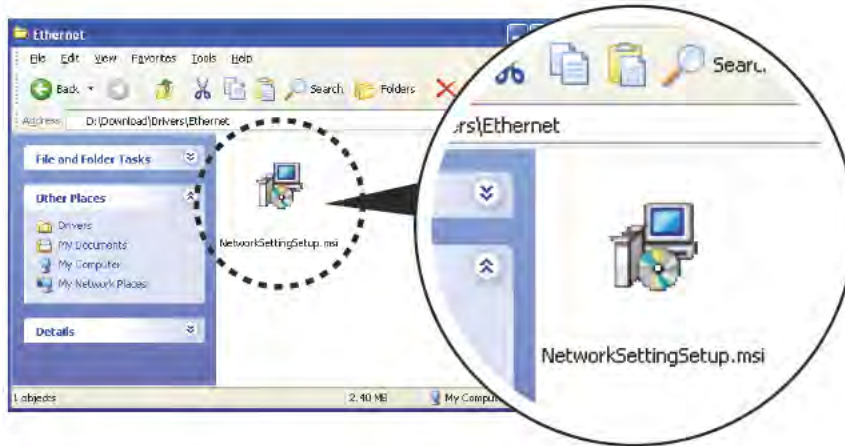 Ethernet
File Edit View Favorites Tools Help
Back Search Folders
Address D:\Download\Drivers\Ethernet
File and Folder Tasks
Other Places
Drivers
My Documents
My Computer
My Network Places
Details
NetworkSettingSetup.msi
1 objects 2.40 MB My Comput
Searc
ers\Ethernet
NetworkSettingSetup.msi